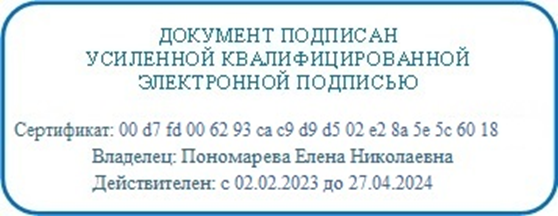 ДОКУМЕНТ ПОДПИСАН
УСИЛЕННОЙ КВАЛИФИЦИРОВАННОЙ
ЭЛЕКТРОННОЙ ПОДПИСЬЮ
Сертификат: 00 d7 fd 00 62 93 ca c9 d9 d5 02 e2 8a 5e 5c 60 18
Владелец: Пономарева Елена Николаевна
Действителен: с 02.02.2023 до 27.04.2024